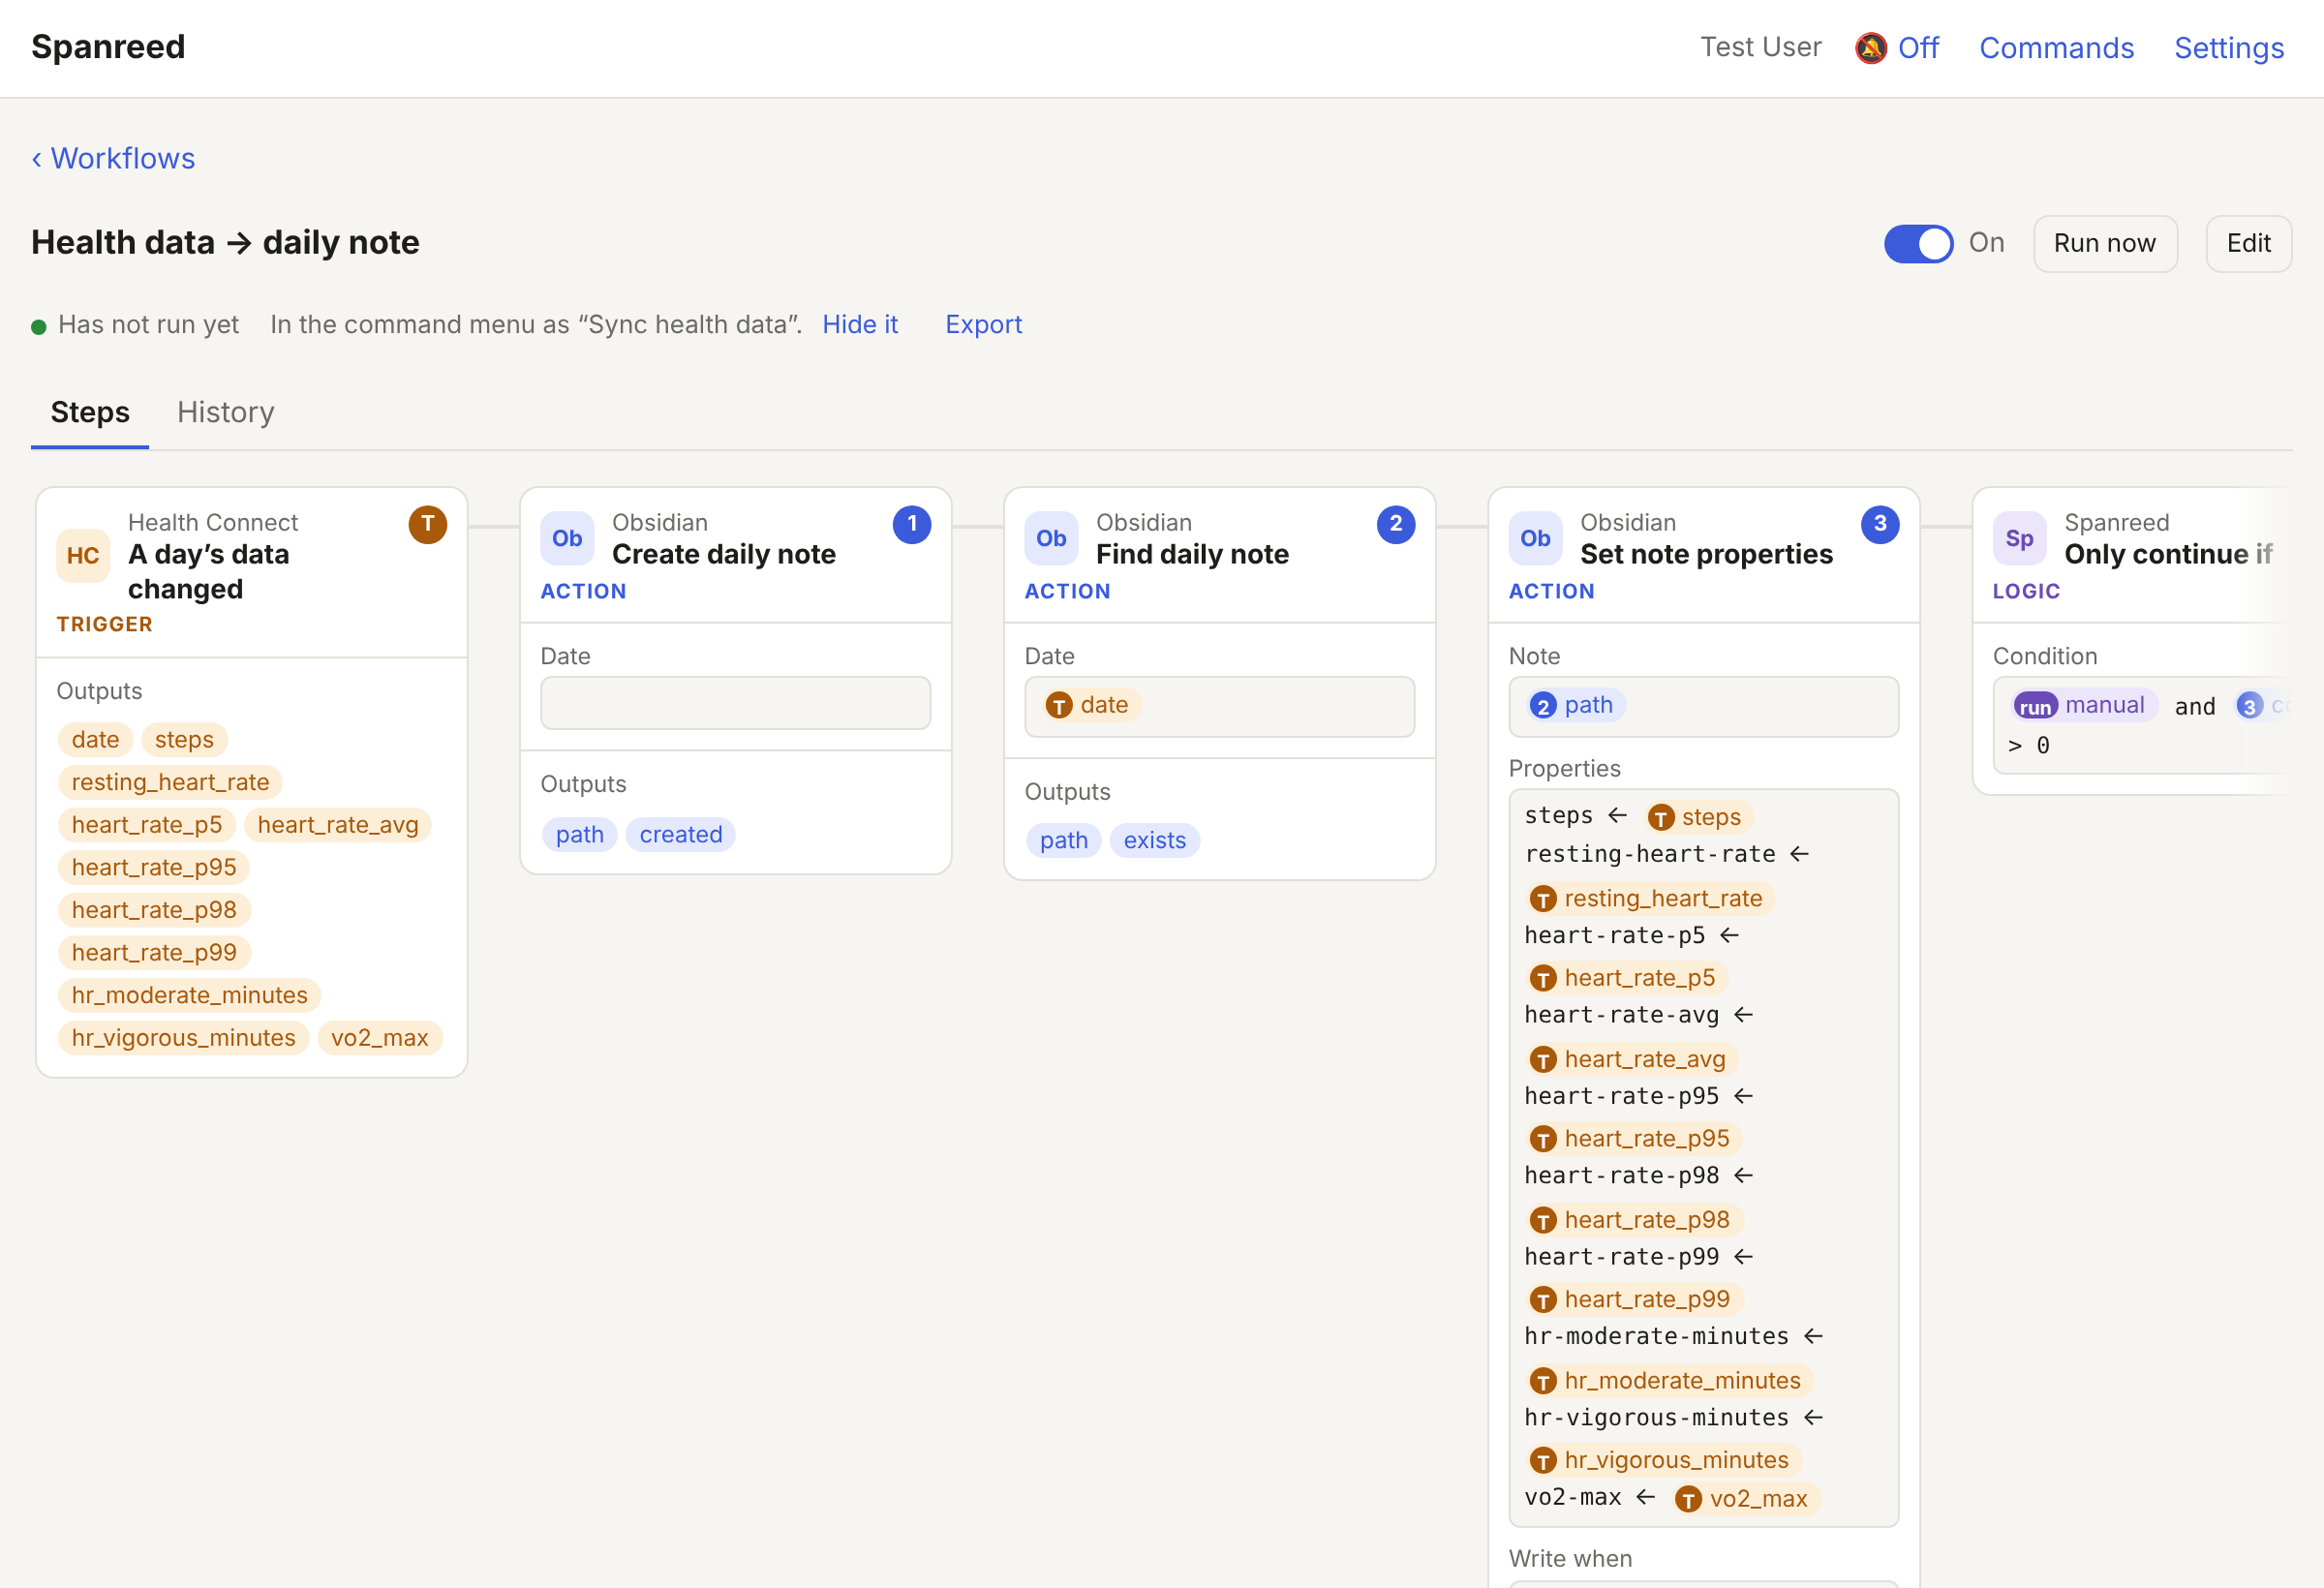 Spanreed
Test User
Off
Commands
Settings
‹ Workflows
Health data → daily note
On
Run now
Edit
Has not run yet
In the command menu as “Sync health data”.
Hide it
Export
Steps
History
HC
Health Connect
A day’s data
changed
T
TRIGGER
Outputs
date
steps
resting_heart_rate
heart_rate_p5
heart_rate_avg
heart_rate_p95
heart_rate_p98
heart_rate_p99
hr_moderate_minutes
hr_vigorous_minutes
vo2_max
Ob
Obsidian
Create daily note
1
ACTION
Date
Outputs
path
created
Ob
Obsidian
Find daily note
2
ACTION
Date
T date
Outputs
path
exists
Ob
Obsidian
Set note properties
3
ACTION
Note
2 path
Properties
steps ← T steps
resting-heart-rate ←
T resting_heart_rate
heart-rate-p5 ←
T heart_rate_p5
heart-rate-avg ←
T heart_rate_avg
heart-rate-p95 ←
T heart_rate_p95
heart-rate-p98 ←
T heart_rate_p98
heart-rate-p99 ←
T heart_rate_p99
hr-moderate-minutes ←
T hr_moderate_minutes
hr-vigorous-minutes ←
T hr_vigorous_minutes
vo2-max ← T vo2_max
Write when
Sp
Spanreed
Only continue if
LOGIC
Condition
run manual and 3
> 0